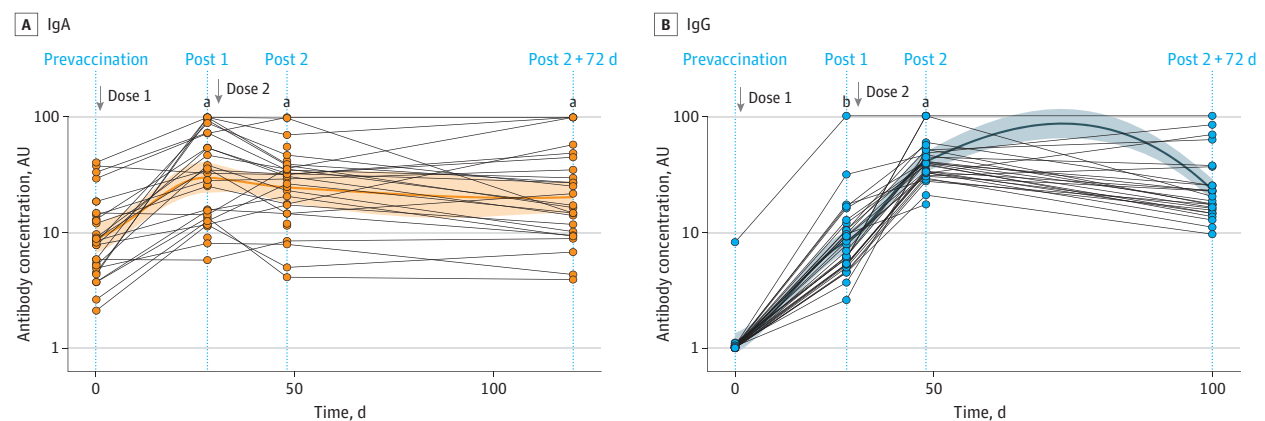 A IgA
Prevaccination Post 1 Post 2 Post 2 + 72 d
Dose 1 a Dose 2 a a
100
10
1
Antibody concentration, AU
0 50 100
Time, d
B IgG
Prevaccination Post 1 Post 2 Post 2 + 72 d
Dose 1 b Dose 2 a
100
10
1
Antibody concentration, AU
0 50 100
Time, d